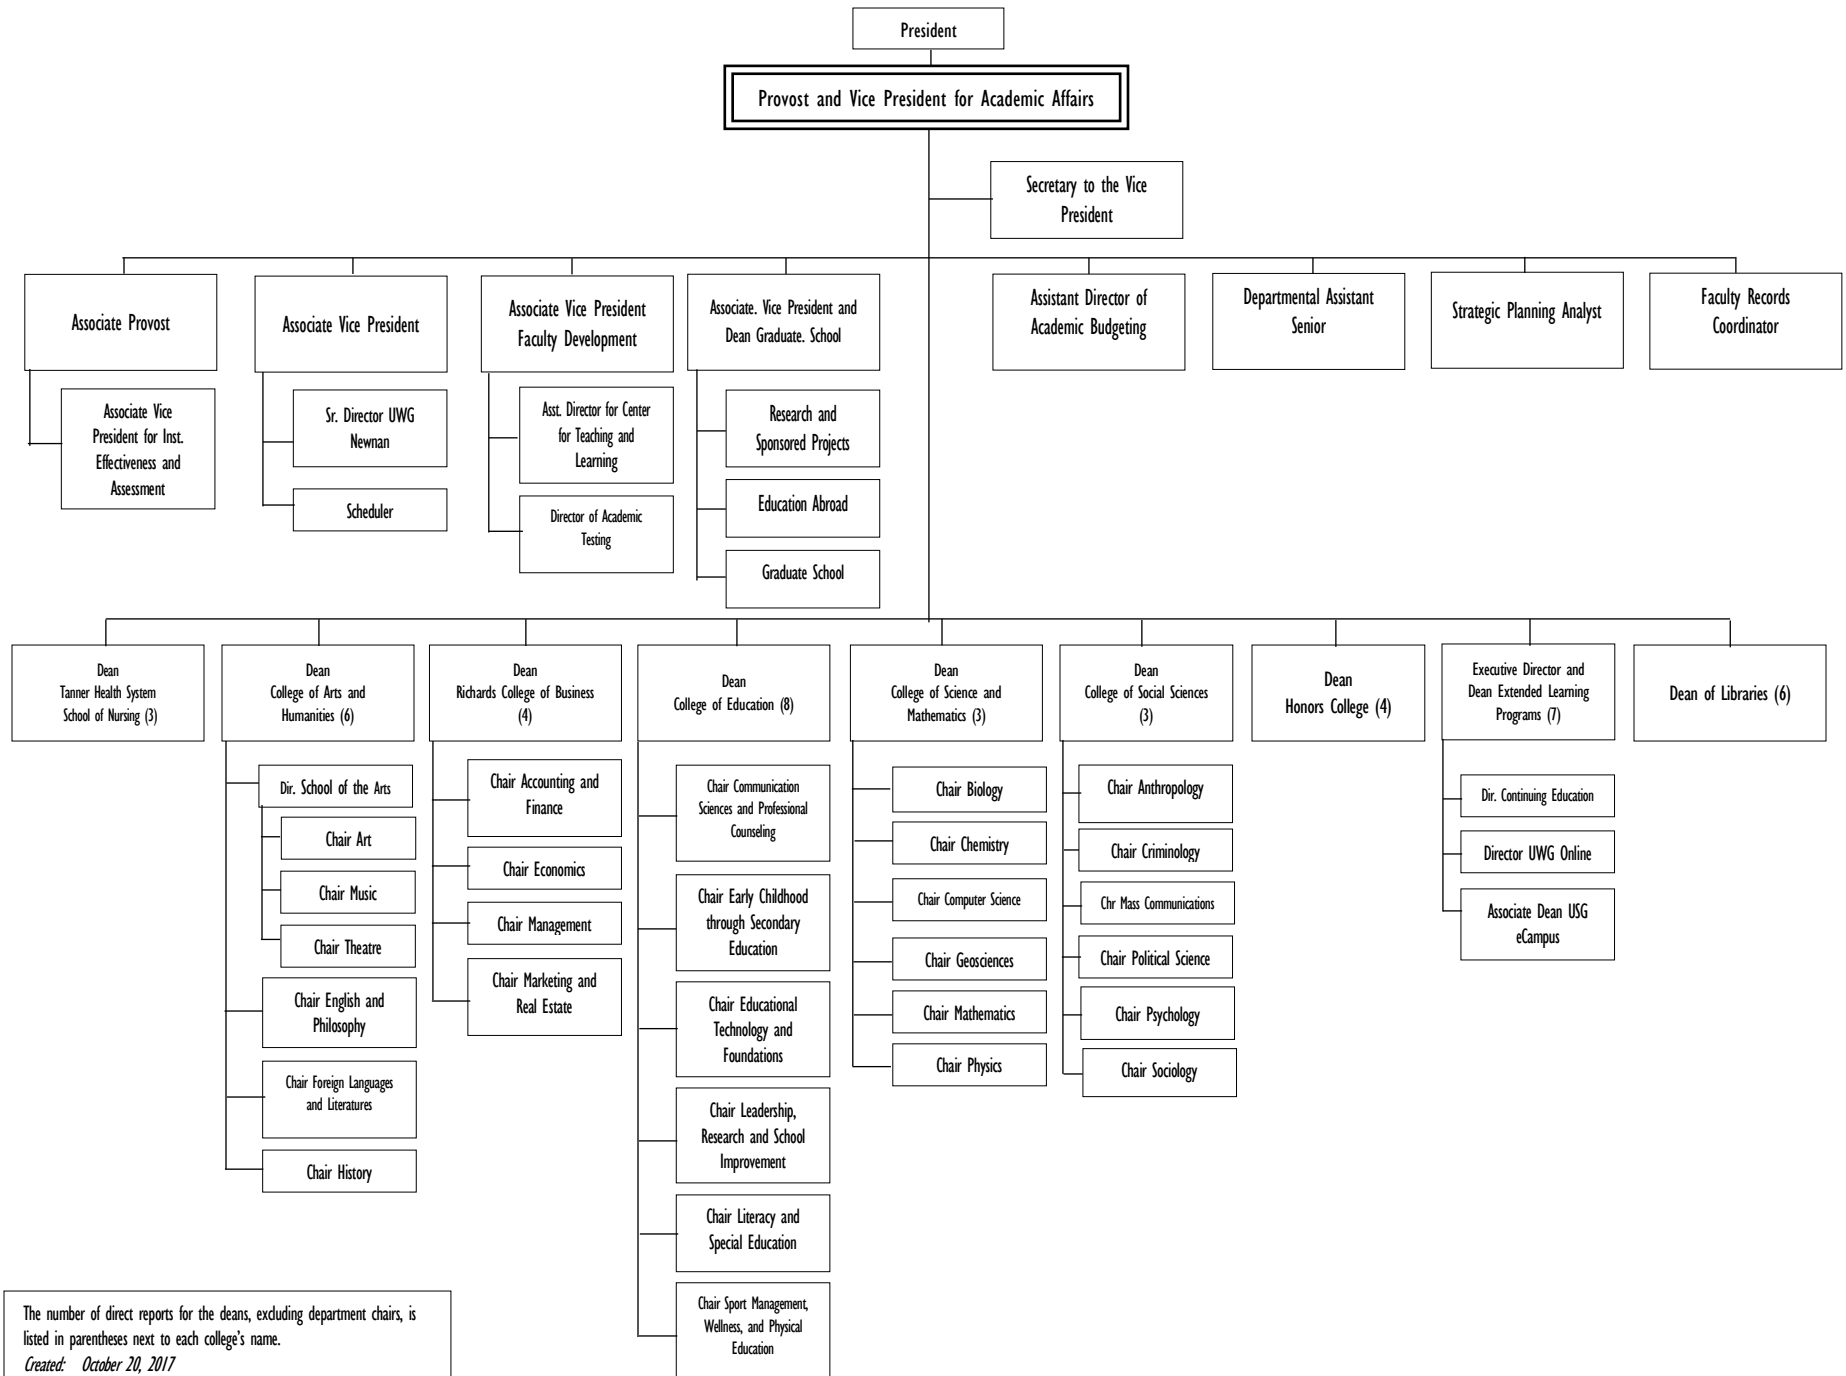 President
Provost and Vice President for Academic Affairs
Secretary to the Vice
President
Associate Provost
Associate Vice President
Associate Vice President
Faculty Development
Associate. Vice President and
Dean Graduate. School
Assistant Director of
Academic Budgeting
Departmental Assistant
Senior
Strategic Planning Analyst
Faculty Records
Coordinator
Associate Vice
President for Inst.
Effectiveness and
Assessment
Sr. Director UWG
Newnan
Scheduler
Asst. Director for Center
for Teaching and
Learning
Director of Academic
Testing
Research and
Sponsored Projects
Education Abroad
Graduate School
Dean
Tanner Health System
School of Nursing (3)
Dean
College of Arts and
Humanities (6)
Dean
Richards College of Business
(4)
Dean
College of Education (8)
Dean
College of Science and
Mathematics (3)
Dean
College of Social Sciences
(3)
Dean
Honors College (4)
Executive Director and
Dean Extended Learning
Programs (7)
Dean of Libraries (6)
Dir. School of the Arts
Chair Art
Chair Music
Chair Theatre
Chair English and
Philosophy
Chair Foreign Languages
and Literatures
Chair History
Chair Accounting and
Finance
Chair Economics
Chair Management
Chair Marketing and
Real Estate
Chair Communication
Sciences and Professional
Counseling
Chair Early Childhood
through Secondary
Education
Chair Educational
Technology and
Foundations
Chair Leadership,
Research and School
Improvement
Chair Literacy and
Special Education
Chair Sport Management,
Wellness, and Physical
Education
Chair Biology
Chair Chemistry
Chair Computer Science
Chair Geosciences
Chair Mathematics
Chair Physics
Chair Anthropology
Chair Criminology
Chr Mass Communications
Chair Political Science
Chair Psychology
Chair Sociology
Dir. Continuing Education
Director UWG Online
Associate Dean USG
eCampus
The number of direct reports for the deans, excluding department chairs, is
listed in parentheses next to each college's name.
Created: October 20, 2017